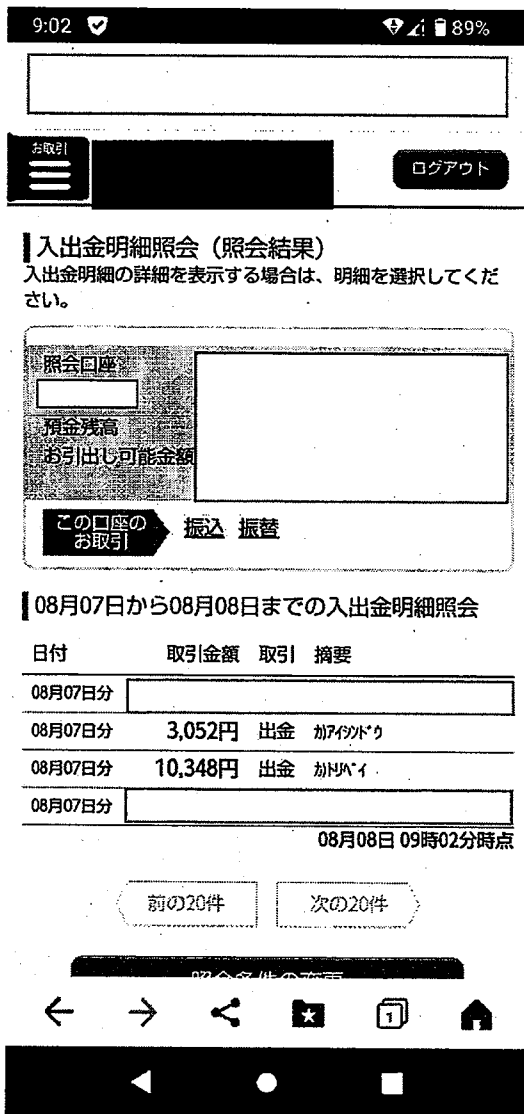 9:02
89%
お取引
ログアウト
入出金明細照会（照会結果）
入出金明細の詳細を表示する場合は、明細を選択してくだ
さい。
照会口座
預金残高
お引出し可能金額
この口座の
お取引
振込 振替
08月07日から08月08日までの入出金明細照会
日付 取引金額 取引 摘要
08月07日分
08月07日分 3,052円 出金 ｶ)ｱｲｼﾝﾄﾞｳ
08月07日分 10,348円 出金 ｶ)ﾄﾘﾍﾟｲ
08月07日分
08月08日 09時02分時点
前の20件 次の20件
照会条件の変更
1